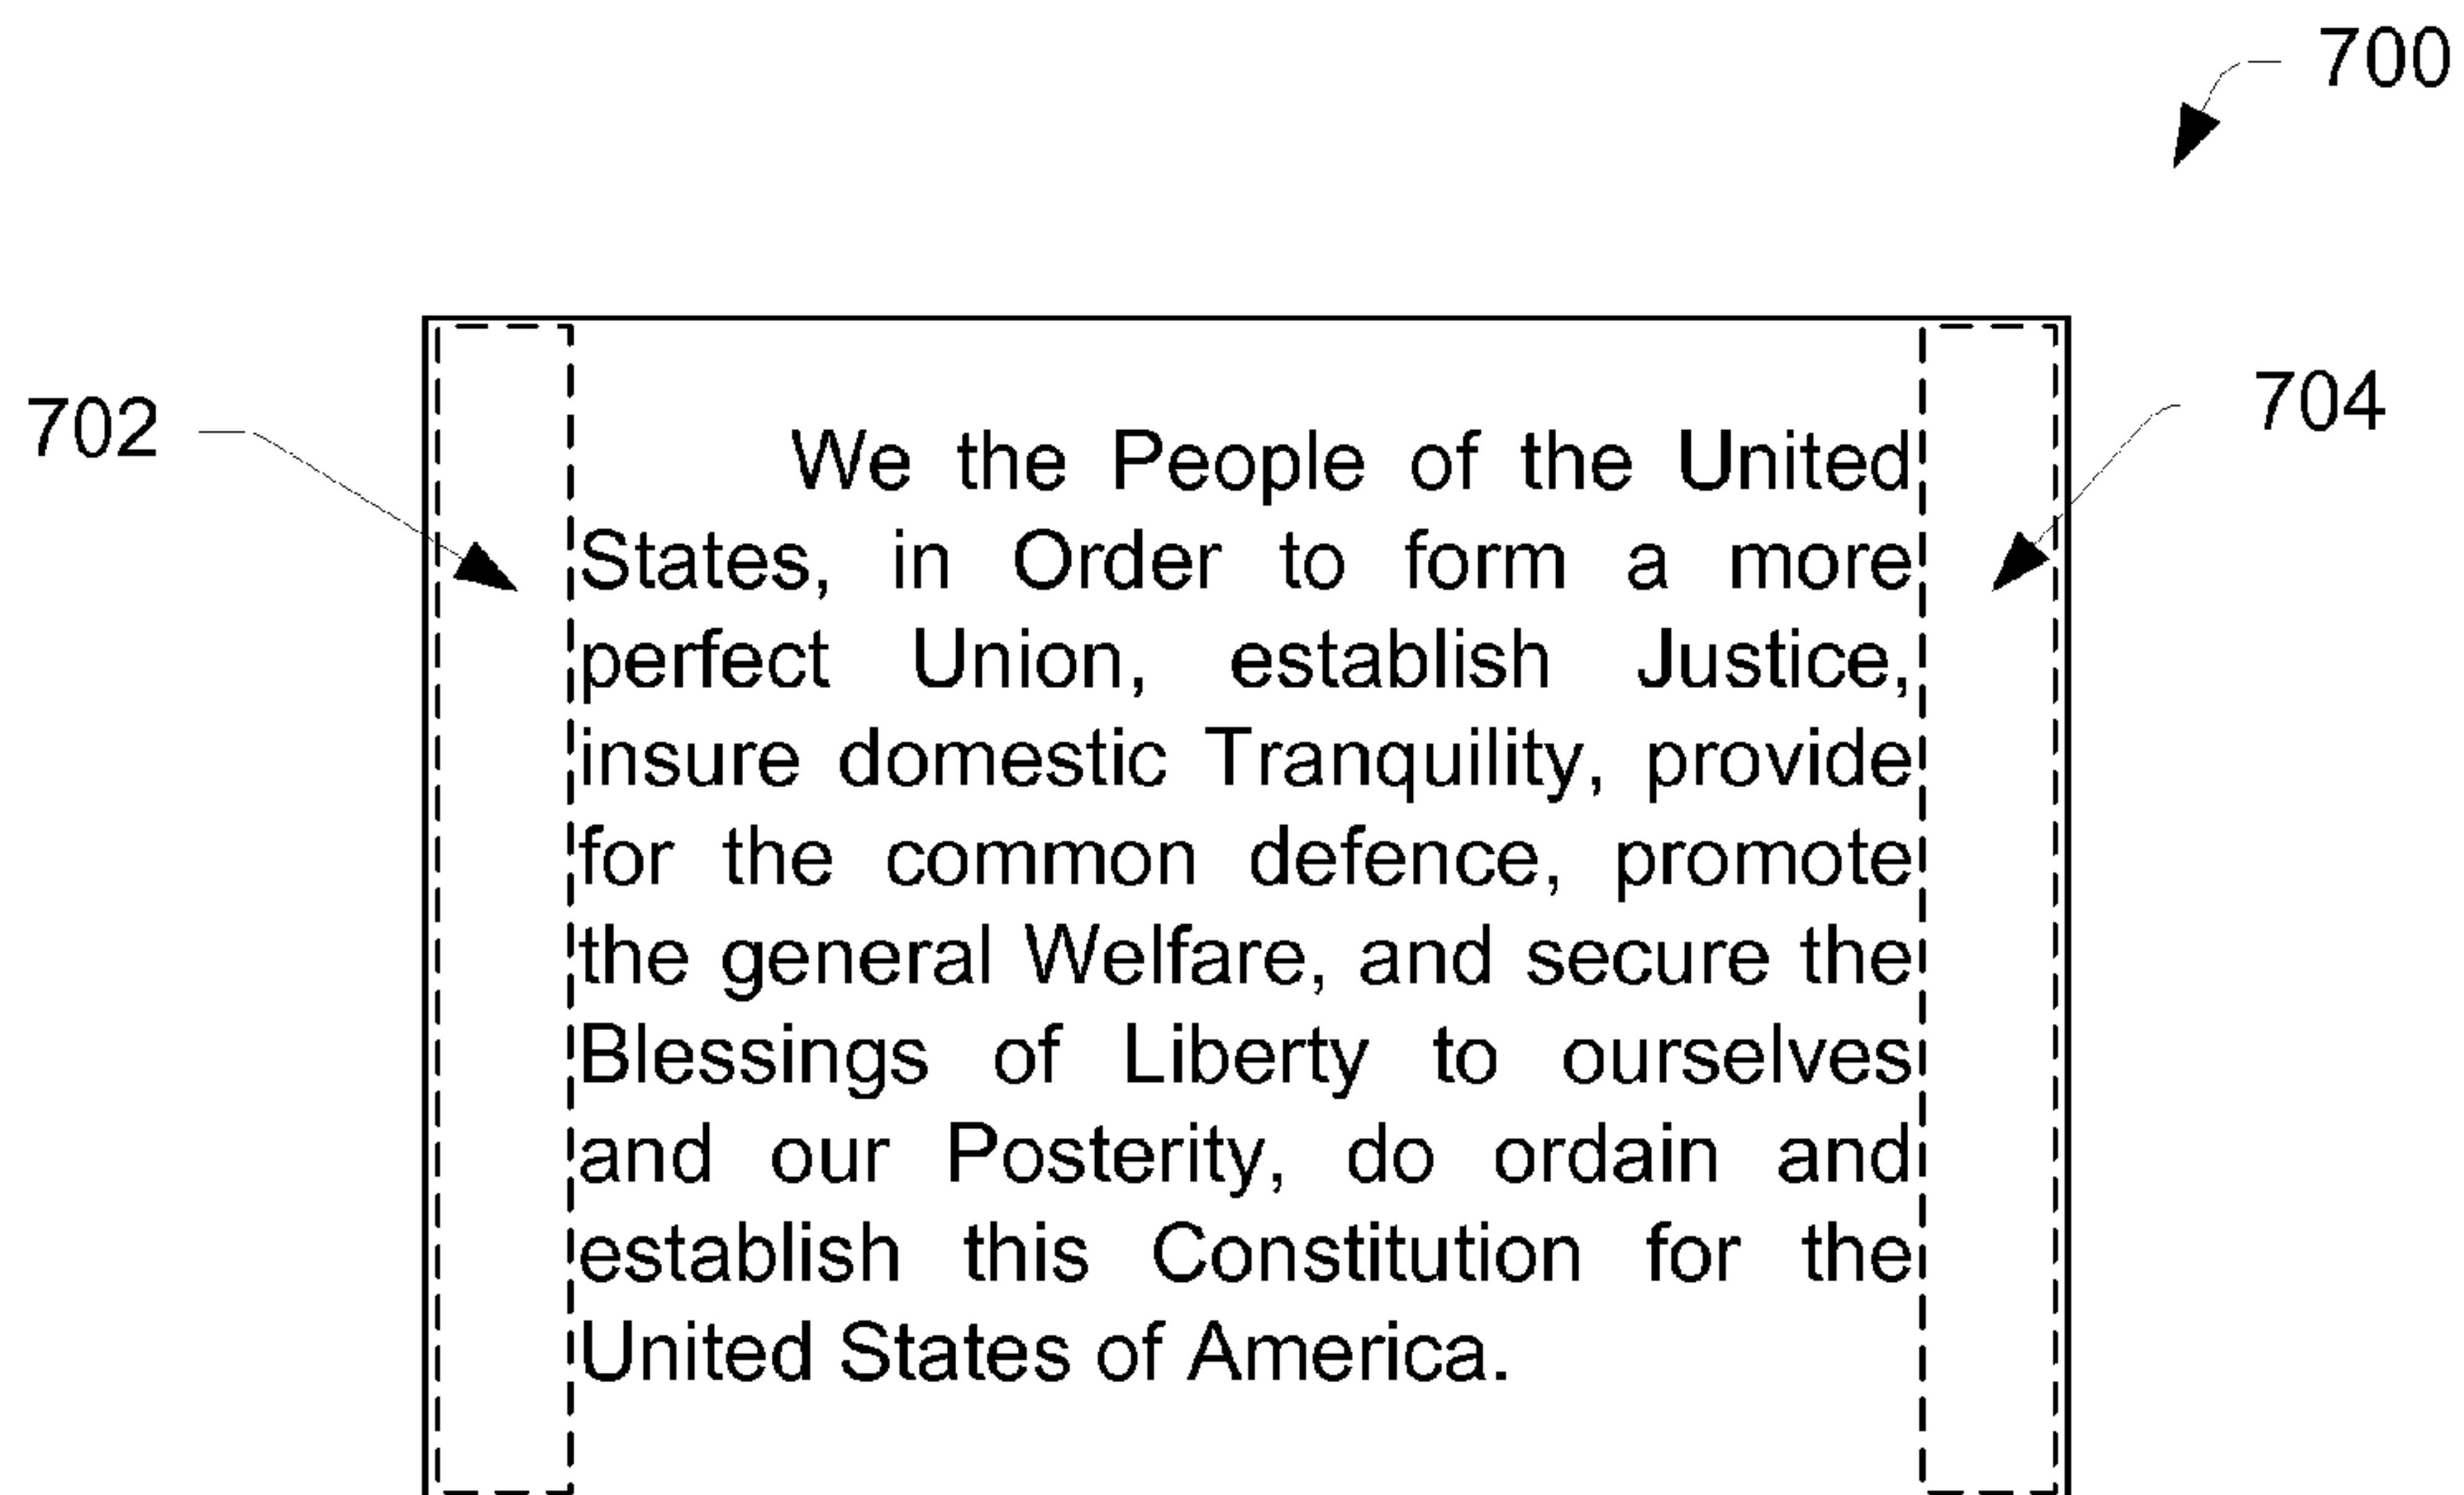 700
702
704
We the People of the United
States, in Order to form a more
perfect Union, establish Justice,
insure domestic Tranquility, provide
for the common defence, promote
the general Welfare, and secure the
Blessings of Liberty to ourselves
and our Posterity, do ordain and
establish this Constitution for the
United States of America.